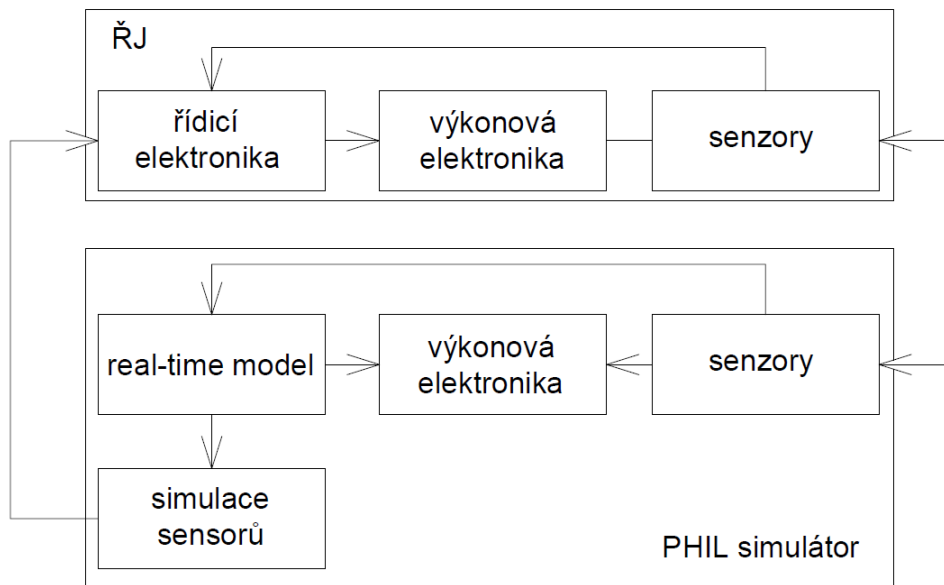 ŘJ
řídicí
elektronika
výkonová
elektronika
senzory
real-time model
výkonová
elektronika
senzory
simulace
sensorů
PHIL simulátor